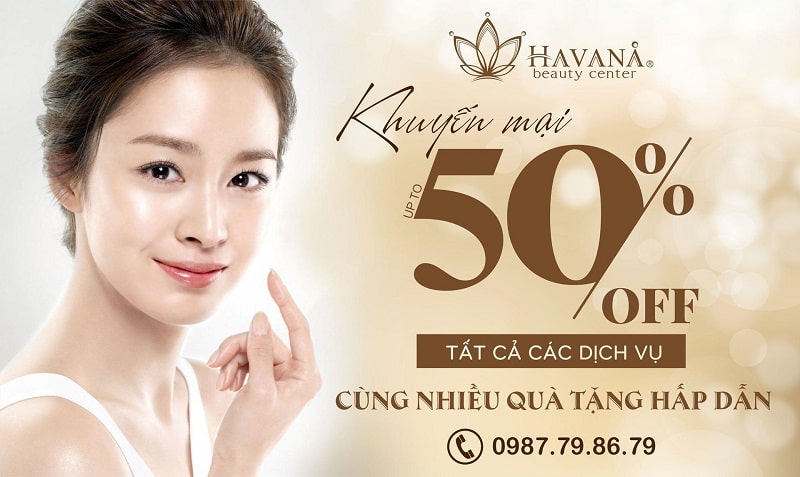 HAVANA®
beauty center
Khuyến mại
UP TO
50%
OFF
TẤT CẢ CÁC DỊCH VỤ
CÙNG NHIỀU QUÀ TẶNG HẤP DẪN
0987.79.86.79